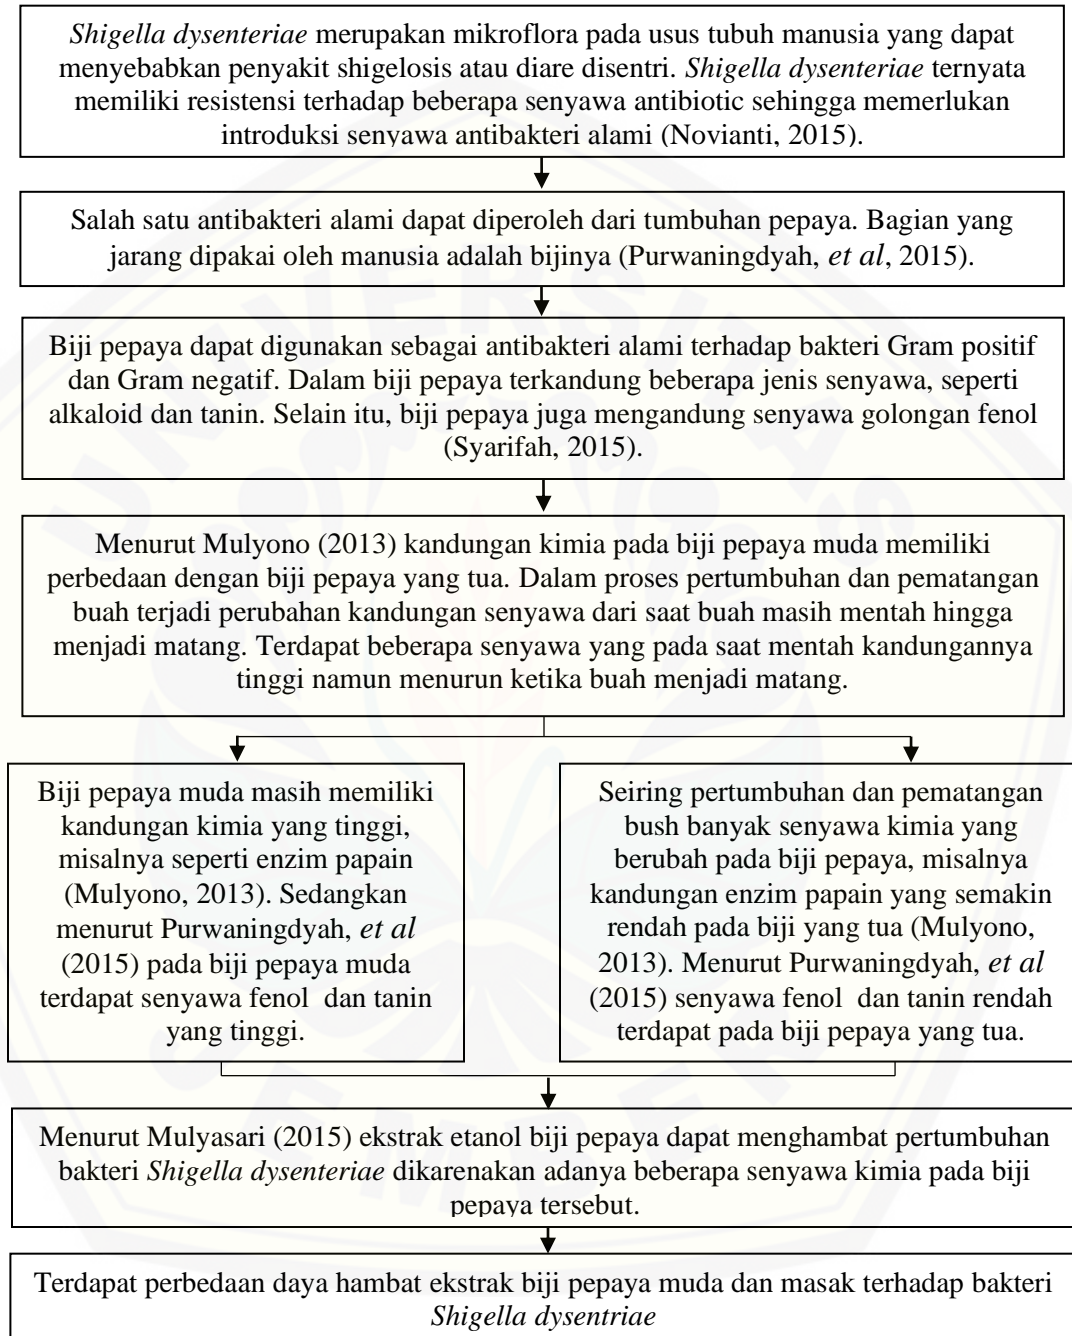 Shigella dysenteriae merupakan mikroflora pada usus tubuh manusia yang dapat
menyebabkan penyakit shigelosis atau diare disentri. Shigella dysenteriae ternyata
memiliki resistensi terhadap beberapa senyawa antibiotic sehingga memerlukan
introduksi senyawa antibakteri alami (Novianti, 2015).
Salah satu antibakteri alami dapat diperoleh dari tumbuhan pepaya. Bagian yang
jarang dipakai oleh manusia adalah bijinya (Purwaningdyah, et al, 2015).
Biji pepaya dapat digunakan sebagai antibakteri alami terhadap bakteri Gram positif
dan Gram negatif. Dalam biji pepaya terkandung beberapa jenis senyawa, seperti
alkaloid dan tanin. Selain itu, biji pepaya juga mengandung senyawa golongan fenol
(Syarifah, 2015).
Menurut Mulyono (2013) kandungan kimia pada biji pepaya muda memiliki
perbedaan dengan biji pepaya yang tua. Dalam proses pertumbuhan dan pematangan
buah terjadi perubahan kandungan senyawa dari saat buah masih mentah hingga
menjadi matang. Terdapat beberapa senyawa yang pada saat mentah kandungannya
tinggi namun menurun ketika buah menjadi matang.
Biji pepaya muda masih memiliki
kandungan kimia yang tinggi,
misalnya seperti enzim papain
(Mulyono, 2013). Sedangkan
menurut Purwaningdyah, et al
(2015) pada biji pepaya muda
terdapat senyawa fenol dan tanin
yang tinggi.
Seiring pertumbuhan dan pematangan
bush banyak senyawa kimia yang
berubah pada biji pepaya, misalnya
kandungan enzim papain yang semakin
rendah pada biji yang tua (Mulyono,
2013). Menurut Purwaningdyah, et al
(2015) senyawa fenol dan tanin rendah
terdapat pada biji pepaya yang tua.
Menurut Mulyasari (2015) ekstrak etanol biji pepaya dapat menghambat pertumbuhan
bakteri Shigella dysenteriae dikarenakan adanya beberapa senyawa kimia pada biji
pepaya tersebut.
Terdapat perbedaan daya hambat ekstrak biji pepaya muda dan masak terhadap bakteri
Shigella dysentriae
UNIVERSITAS
JEMBER